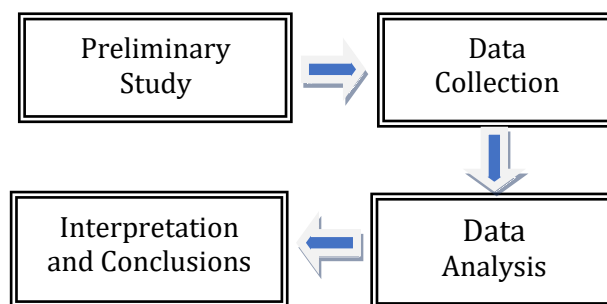 Preliminary
Study
Data
Collection
Data
Analysis
Interpretation
and Conclusions